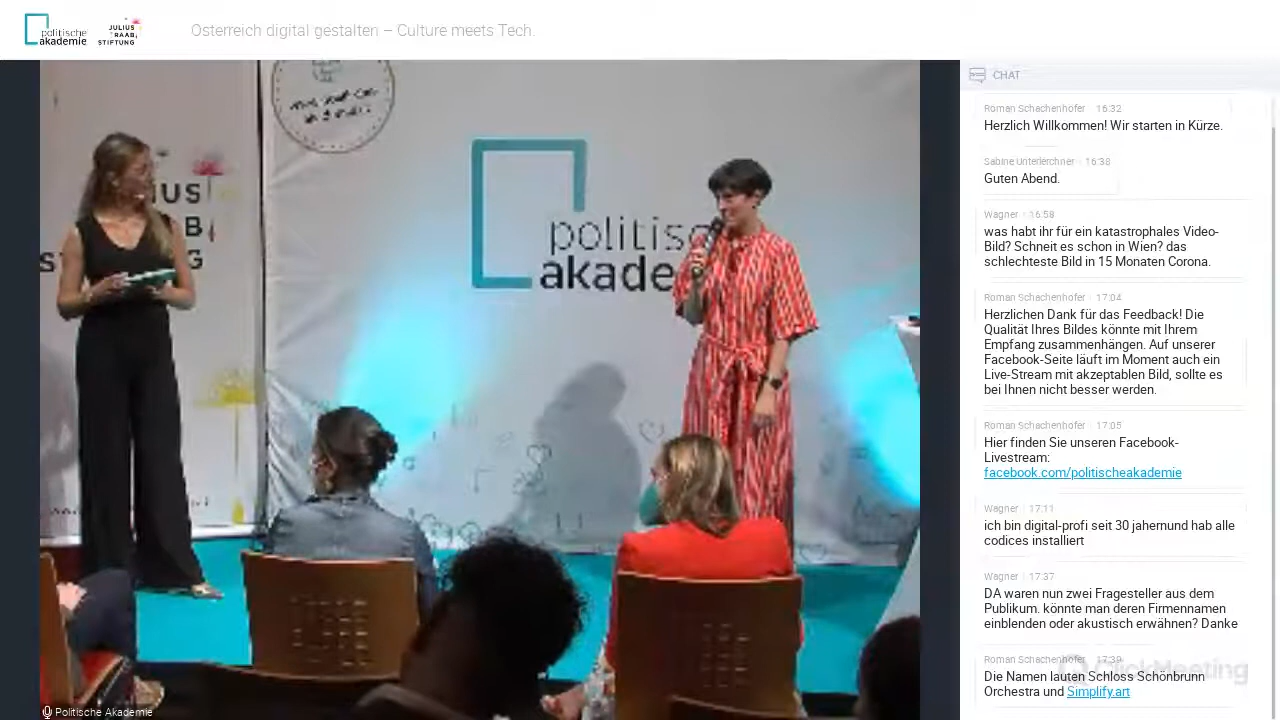 politische
akademie
JULIUS
RAAB
STIFTUNG
Österreich digital gestalten – Culture meets Tech.
CHAT
Roman Schachenhofer 16:32
Herzlich Willkommen! Wir starten in Kürze.
Sabine Unterlerchner 16:38
Guten Abend.
Wagner 16:58
was habt ihr für ein katastrophales Video-
Bild? Schneit es schon in Wien? das
schlechteste Bild in 15 Monaten Corona.
Roman Schachenhofer 17:04
Herzlichen Dank für das Feedback! Die
Qualität Ihres Bildes könnte mit Ihrem
Empfang zusammenhängen. Auf unserer
Facebook-Seite läuft im Moment auch ein
Live-Stream mit akzeptablen Bild, sollte es
bei Ihnen nicht besser werden.
Roman Schachenhofer 17:05
Hier finden Sie unseren Facebook-
Livestream:
facebook.com/politischeakademie
Wagner 17:11
ich bin digital-profi seit 30 jahernund hab alle
codices installiert
Wagner 17:37
DA waren nun zwei Fragesteller aus dem
Publikum. könnte man deren Firmennamen
einblenden oder akustisch erwähnen? Danke
Roman Schachenhofer 17:39
Die Namen lauten Schloss Schönbrunn
Orchestra und Simplify.art
ClickMeeting
IUS
AB
politisc
akade
Politische Akademie